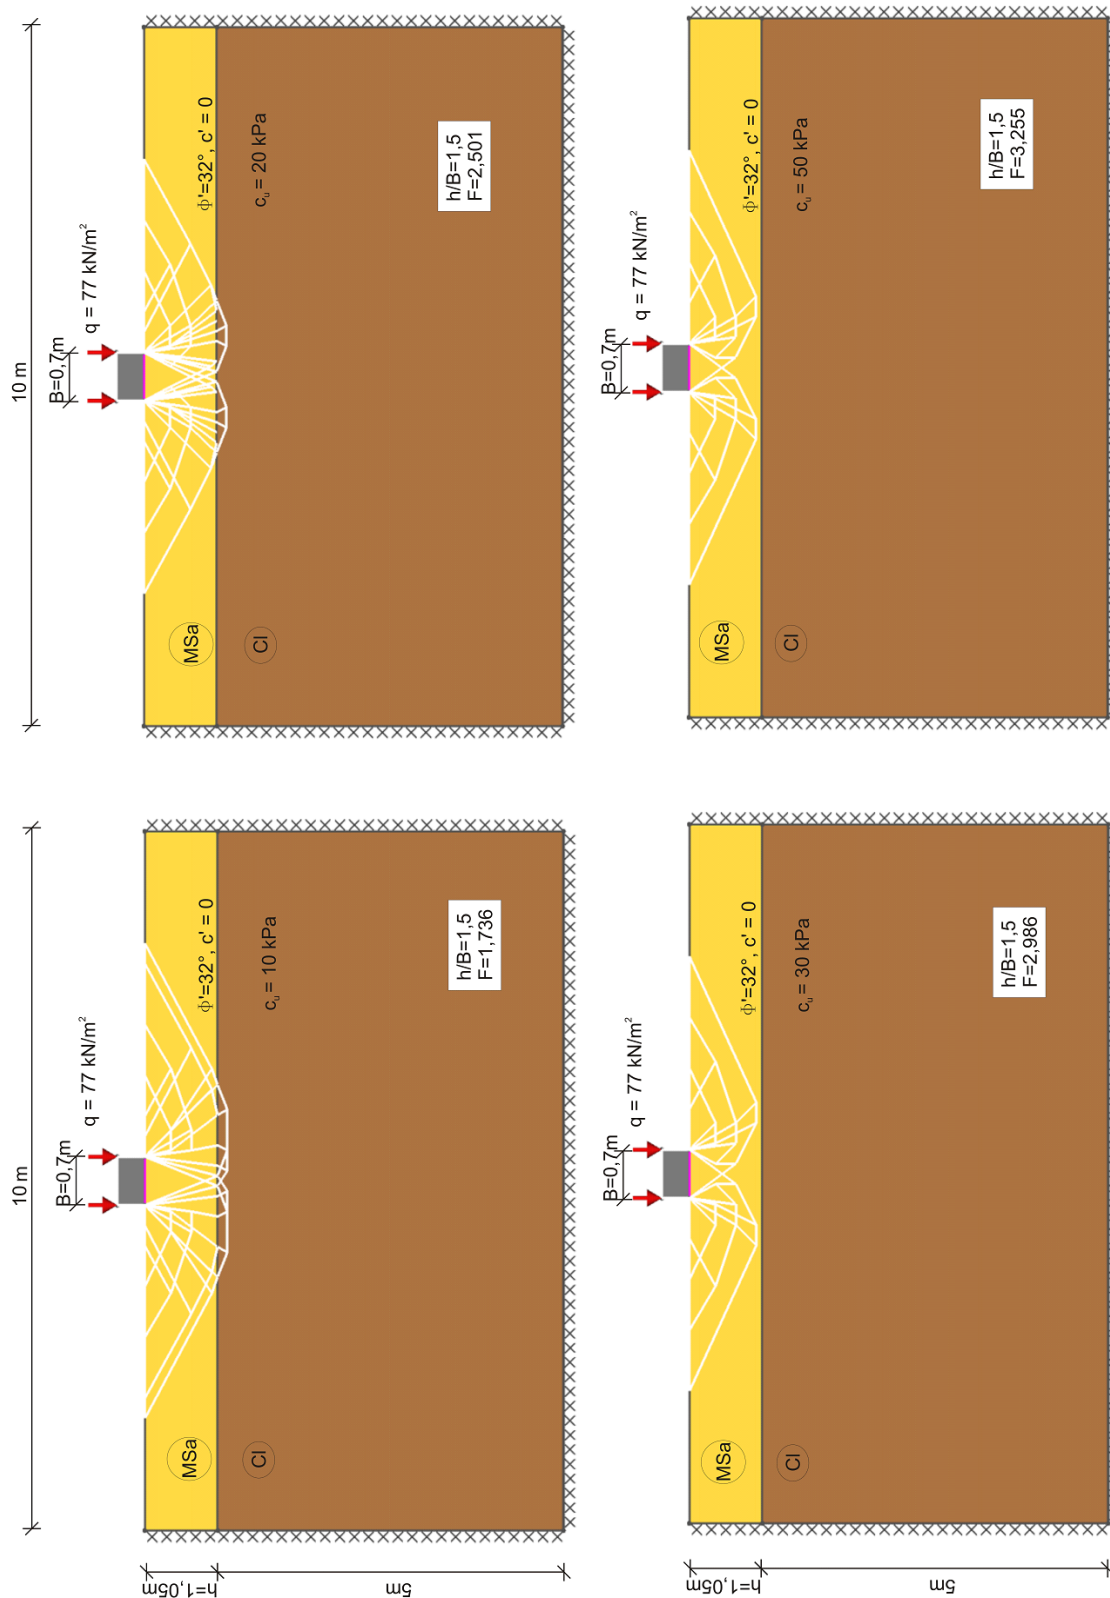 10 m
B=0,7m
q = 77 kN/m²
h=1,05m
MSa
Φ'=32°, c' = 0
5m
Cl
cᵤ = 10 kPa
h/B=1,5
F=1,736
10 m
B=0,7m
q = 77 kN/m²
MSa
Φ'=32°, c' = 0
Cl
cᵤ = 20 kPa
h/B=1,5
F=2,501
B=0,7m
q = 77 kN/m²
h=1,05m
MSa
Φ'=32°, c' = 0
5m
Cl
cᵤ = 30 kPa
h/B=1,5
F=2,986
B=0,7m
q = 77 kN/m²
MSa
Φ'=32°, c' = 0
Cl
cᵤ = 50 kPa
h/B=1,5
F=3,255